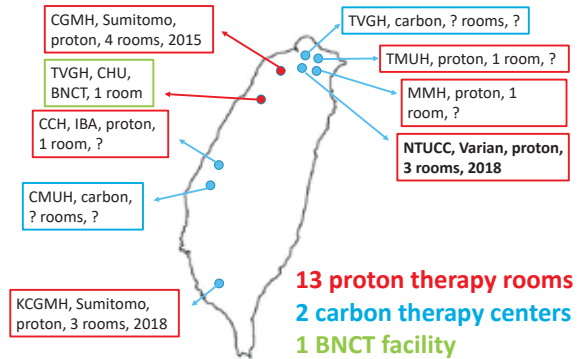 CGMH, Sumitomo,
proton, 4 rooms, 2015
TVGH, carbon, ? rooms, ?
TMUH, proton, 1 room, ?
TVGH, CHU,
BNCT, 1 room
MMH, proton, 1
room, ?
CCH, IBA, proton,
1 room, ?
NTUCC, Varian, proton,
3 rooms, 2018
CMUH, carbon,
? rooms, ?
KCGMH, Sumitomo,
proton, 3 rooms, 2018
13 proton therapy rooms
2 carbon therapy centers
1 BNCT facility